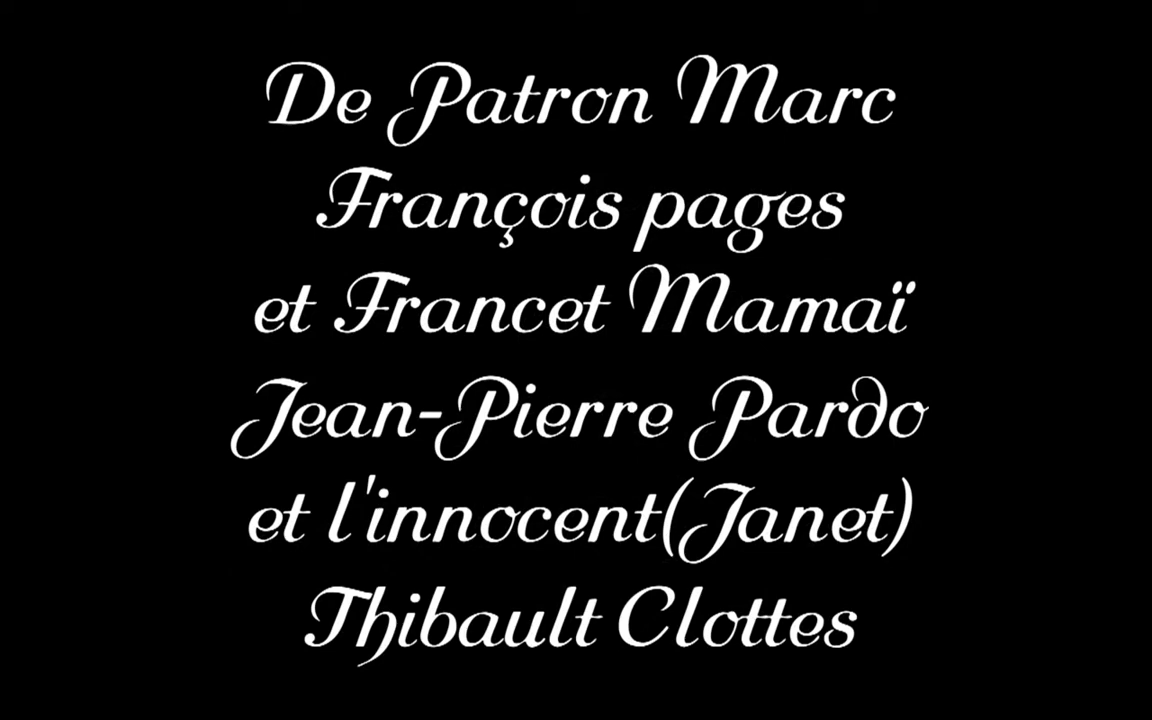 De Patron Marc
François pages
et Francet Mamaï
Jean-Pierre Pardo
et l'innocent(Janet)
Thibault Clottes